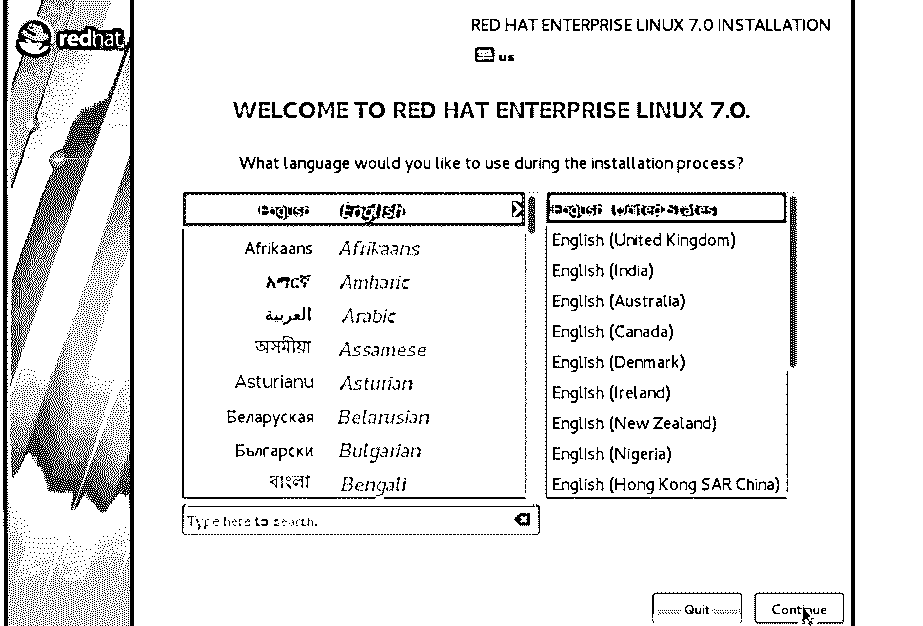 redhat
RED HAT ENTERPRISE LINUX 7.0 INSTALLATION
us
WELCOME TO RED HAT ENTERPRISE LINUX 7.0.
What language would you like to use during the installation process?
English English
Afrikaans Afrikaans
አማርኛ Amharic
العربية Arabic
অসমীয়া Assamese
Asturianu Asturian
Беларуская Belarusian
Български Bulgarian
বাংলা Bengali
Type here to search.
English (United States)
English (United Kingdom)
English (India)
English (Australia)
English (Canada)
English (Denmark)
English (Ireland)
English (New Zealand)
English (Nigeria)
English (Hong Kong SAR China)
Quit Continue